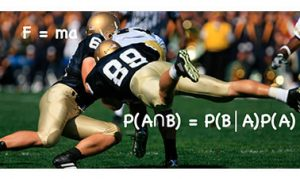 F = ma
88
P(A∩B) = P(B|A)P(A)